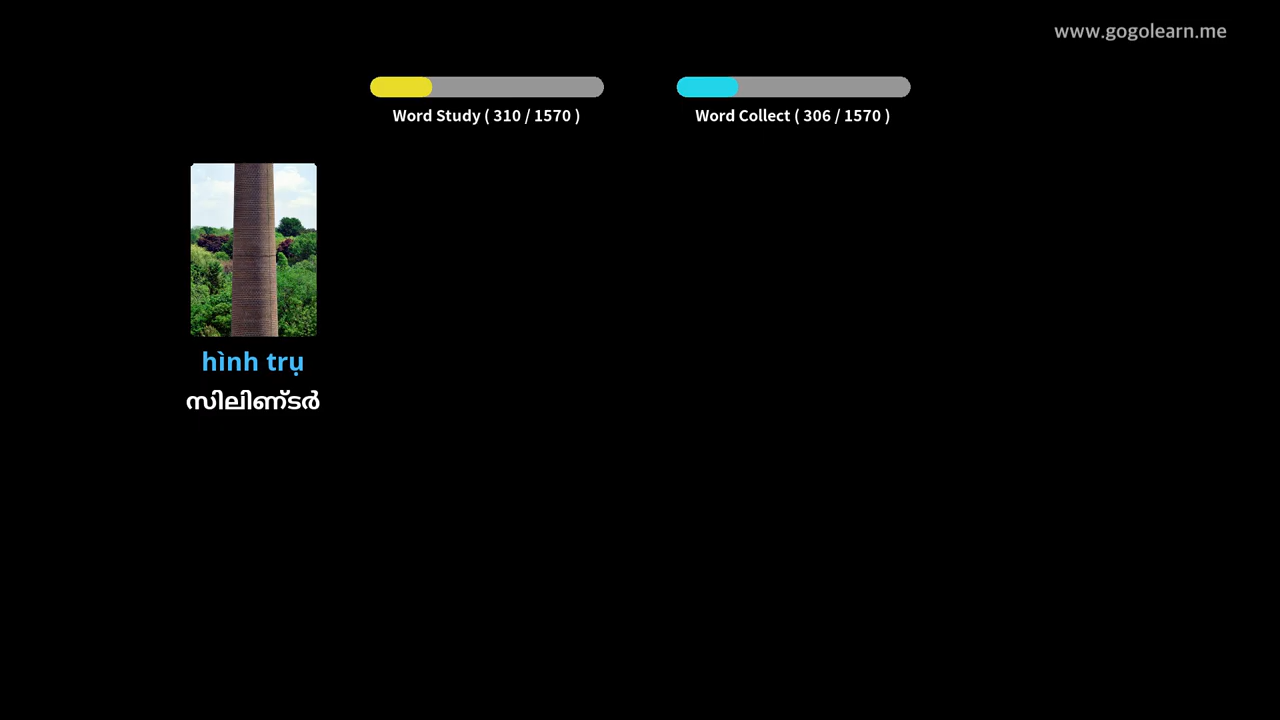 www.gogolearn.me
Word Study ( 310 / 1570 )
Word Collect ( 306 / 1570 )
hình trụ
സിലിണ്ടർ